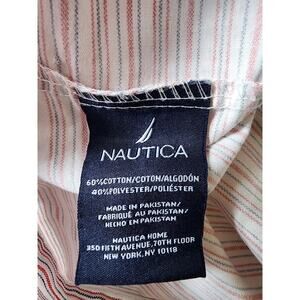 NAUTICA
60%COTTON/COTON/ALGODÓN
40%POLYESTER/POLIÉSTER
MADE IN PAKISTAN/
FABRIQUÉ AU PAKISTAN/
HECHO EN PAKISTAN
NAUTICA HOME
350 FIFTH AVENUE, 70TH FLOOR
NEW YORK, NY 10118